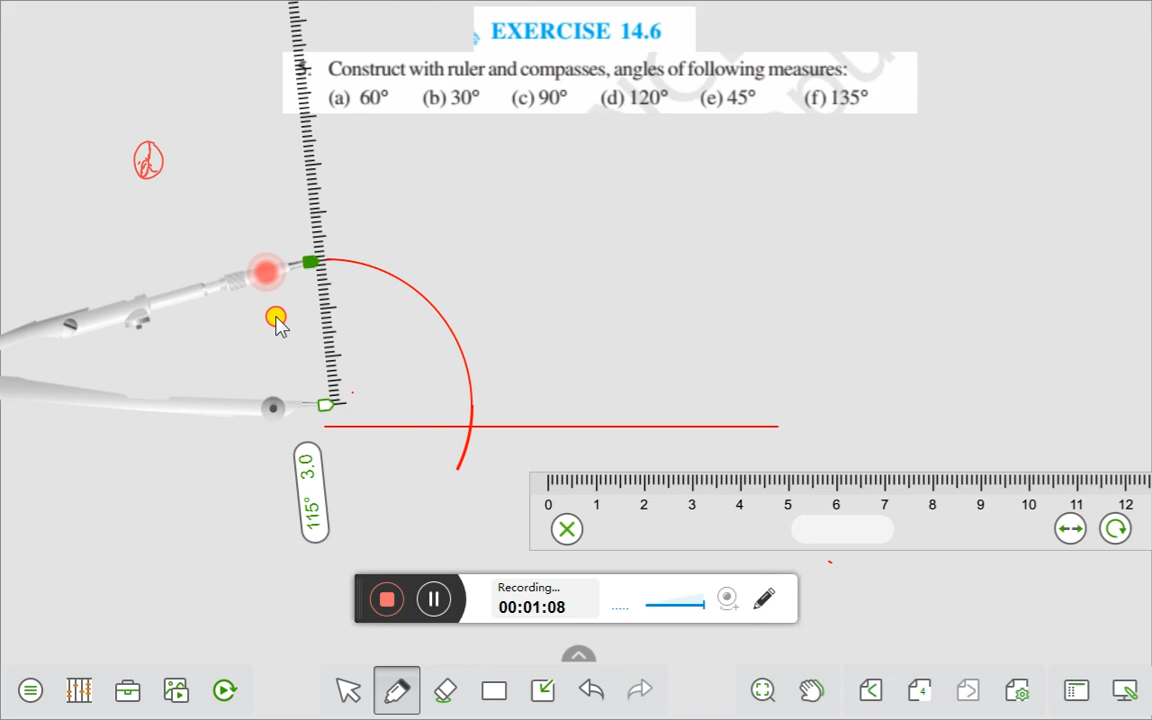 EXERCISE 14.6
Construct with ruler and compasses, angles of following measures:
(a) 60° (b) 30° (c) 90° (d) 120° (e) 45° (f) 135°
d
115° 3.0
0 1 2 3 4 5 6 7 8 9 10 11 12
Recording...
00:01:08
4